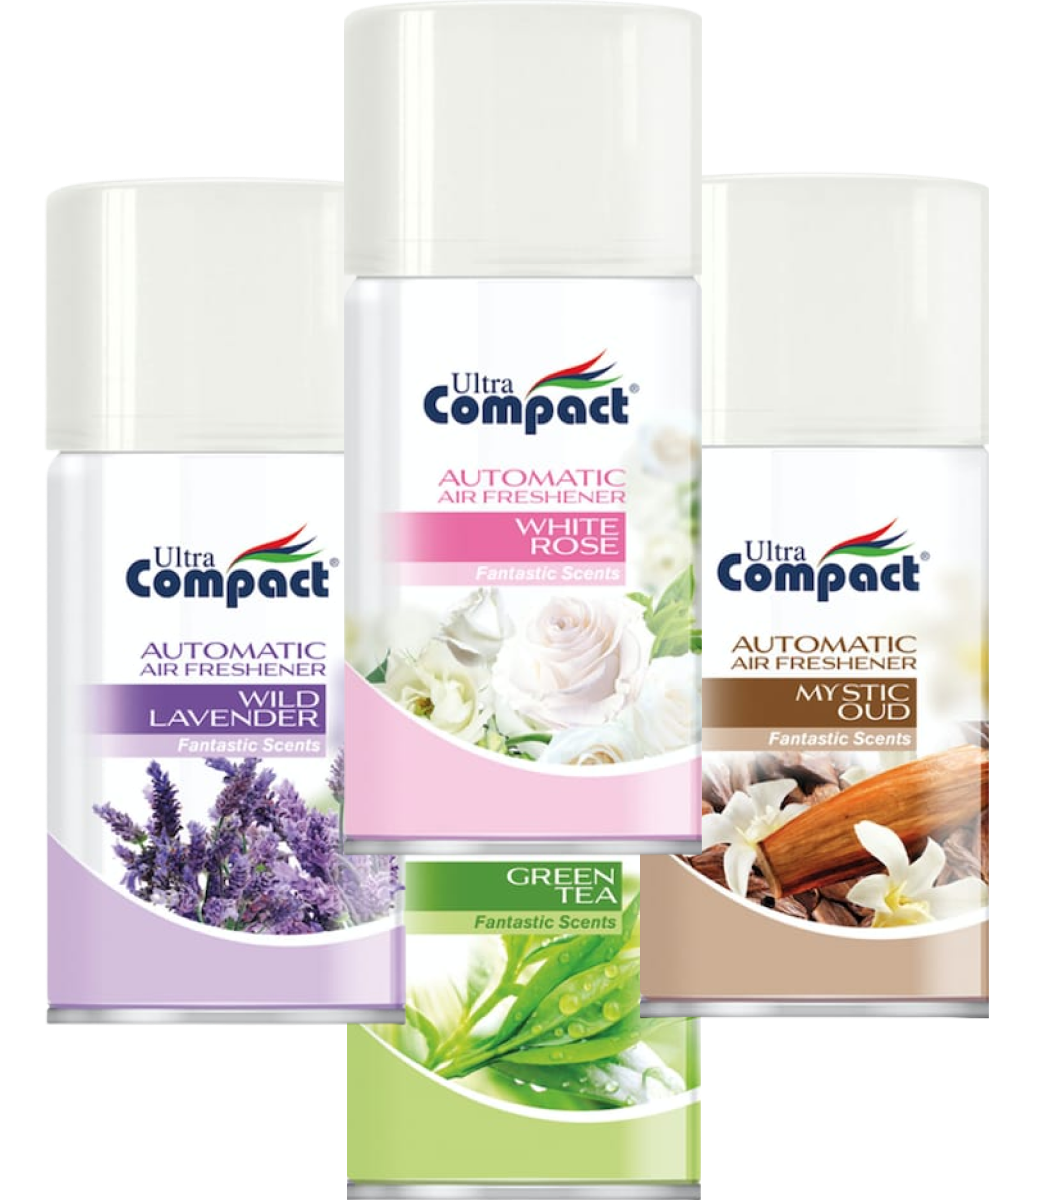 Ultra
Compact®
AUTOMATIC
AIR FRESHENER
WHITE
ROSE
Fantastic Scents
Ultra
Compact®
AUTOMATIC
AIR FRESHENER
WILD
LAVENDER
Fantastic Scents
Ultra
Compact®
AUTOMATIC
AIR FRESHENER
MYSTIC
OUD
Fantastic Scents
GREEN
TEA
Fantastic Scents